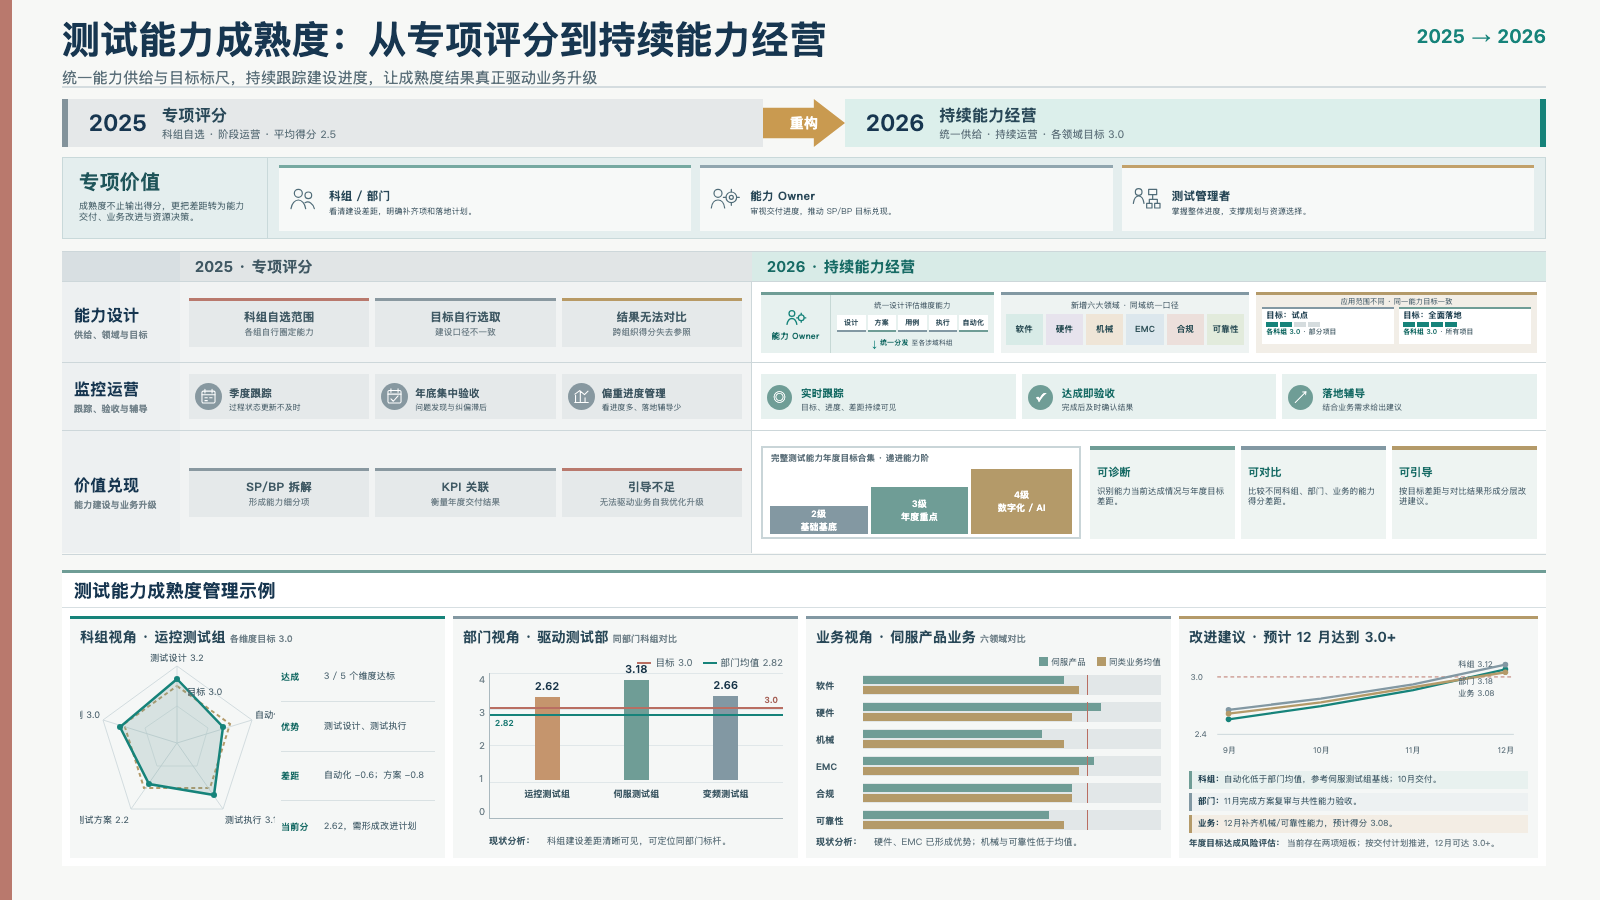 测试能力成熟度：从专项评分到持续能力经营
2025 → 2026
统一能力供给与目标标尺，持续跟踪建设进度，让成熟度结果真正驱动业务升级
2025
专项评分
科组自选 · 阶段运营 · 平均得分 2.5
重构
2026
持续能力经营
统一供给 · 持续运营 · 各领域目标 3.0
专项价值
成熟度不止输出得分，更把差距转为能力
交付、业务改进与资源决策。
科组 / 部门
看清建设差距，明确补齐项和落地计划。
能力 Owner
审视交付进度，推动 SP/BP 目标兑现。
测试管理者
掌握整体进度，支撑规划与资源选择。
2025 · 专项评分
2026 · 持续能力经营
能力设计
供给、领域与目标
科组自选范围
各组自行圈定能力
目标自行选取
建设口径不一致
结果无法对比
跨组织得分失去参照
能力 Owner
统一设计评估维度能力
设计
方案
用例
执行
自动化
↓ 统一分发 至各涉域科组
新增六大领域 · 同域统一口径
软件
硬件
机械
EMC
合规
可靠性
应用范围不同 · 同一能力目标一致
目标：试点
各科组 3.0 · 部分项目
目标：全面落地
各科组 3.0 · 所有项目
监控运营
跟踪、验收与辅导
季度跟踪
过程状态更新不及时
年底集中验收
问题发现与纠偏滞后
偏重进度管理
看进度多、落地辅导少
实时跟踪
目标、进度、差距持续可见
达成即验收
完成后及时确认结果
落地辅导
结合业务需求给出建议
价值兑现
能力建设与业务升级
SP/BP 拆解
形成能力细分项
KPI 关联
衡量年度交付结果
引导不足
无法驱动业务自我优化升级
完整测试能力年度目标合集 · 递进能力阶
2级
基础基底
3级
年度重点
4级
数字化 / AI
可诊断
识别能力当前达成情况与年度目标
差距。
可对比
比较不同科组、部门、业务的能力
得分差距。
可引导
按目标差距与对比结果形成分层改
进建议。
测试能力成熟度管理示例
科组视角 · 运控测试组 各维度目标 3.0
测试设计 3.2
目标 3.0
自动
3.0
试方案 2.2
测试执行 3.1
达成 3 / 5 个维度达标
优势 测试设计、测试执行
差距 自动化 −0.6；方案 −0.8
当前分 2.62，需形成改进计划
部门视角 · 驱动测试部 同部门科组对比
目标 3.0
部门均值 2.82
4
3
2
1
0
2.62
3.18
2.66
3.0
2.82
运控测试组
伺服测试组
变频测试组
现状分析： 科组建设差距清晰可见，可定位同部门标杆。
业务视角 · 伺服产品业务 六领域对比
伺服产品
同类业务均值
软件
硬件
机械
EMC
合规
可靠性
现状分析： 硬件、EMC 已形成优势；机械与可靠性低于均值。
改进建议 · 预计 12 月达到 3.0+
科组 3.12
部门 3.18
业务 3.08
3.0
2.4
9月
10月
11月
12月
科组：自动化低于部门均值，参考伺服测试组基线；10月交付。
部门：11月完成方案复审与共性能力验收。
业务：12月补齐机械/可靠性能力，预计得分 3.08。
年度目标达成风险评估： 当前存在两项短板；按交付计划推进，12月可达 3.0+。